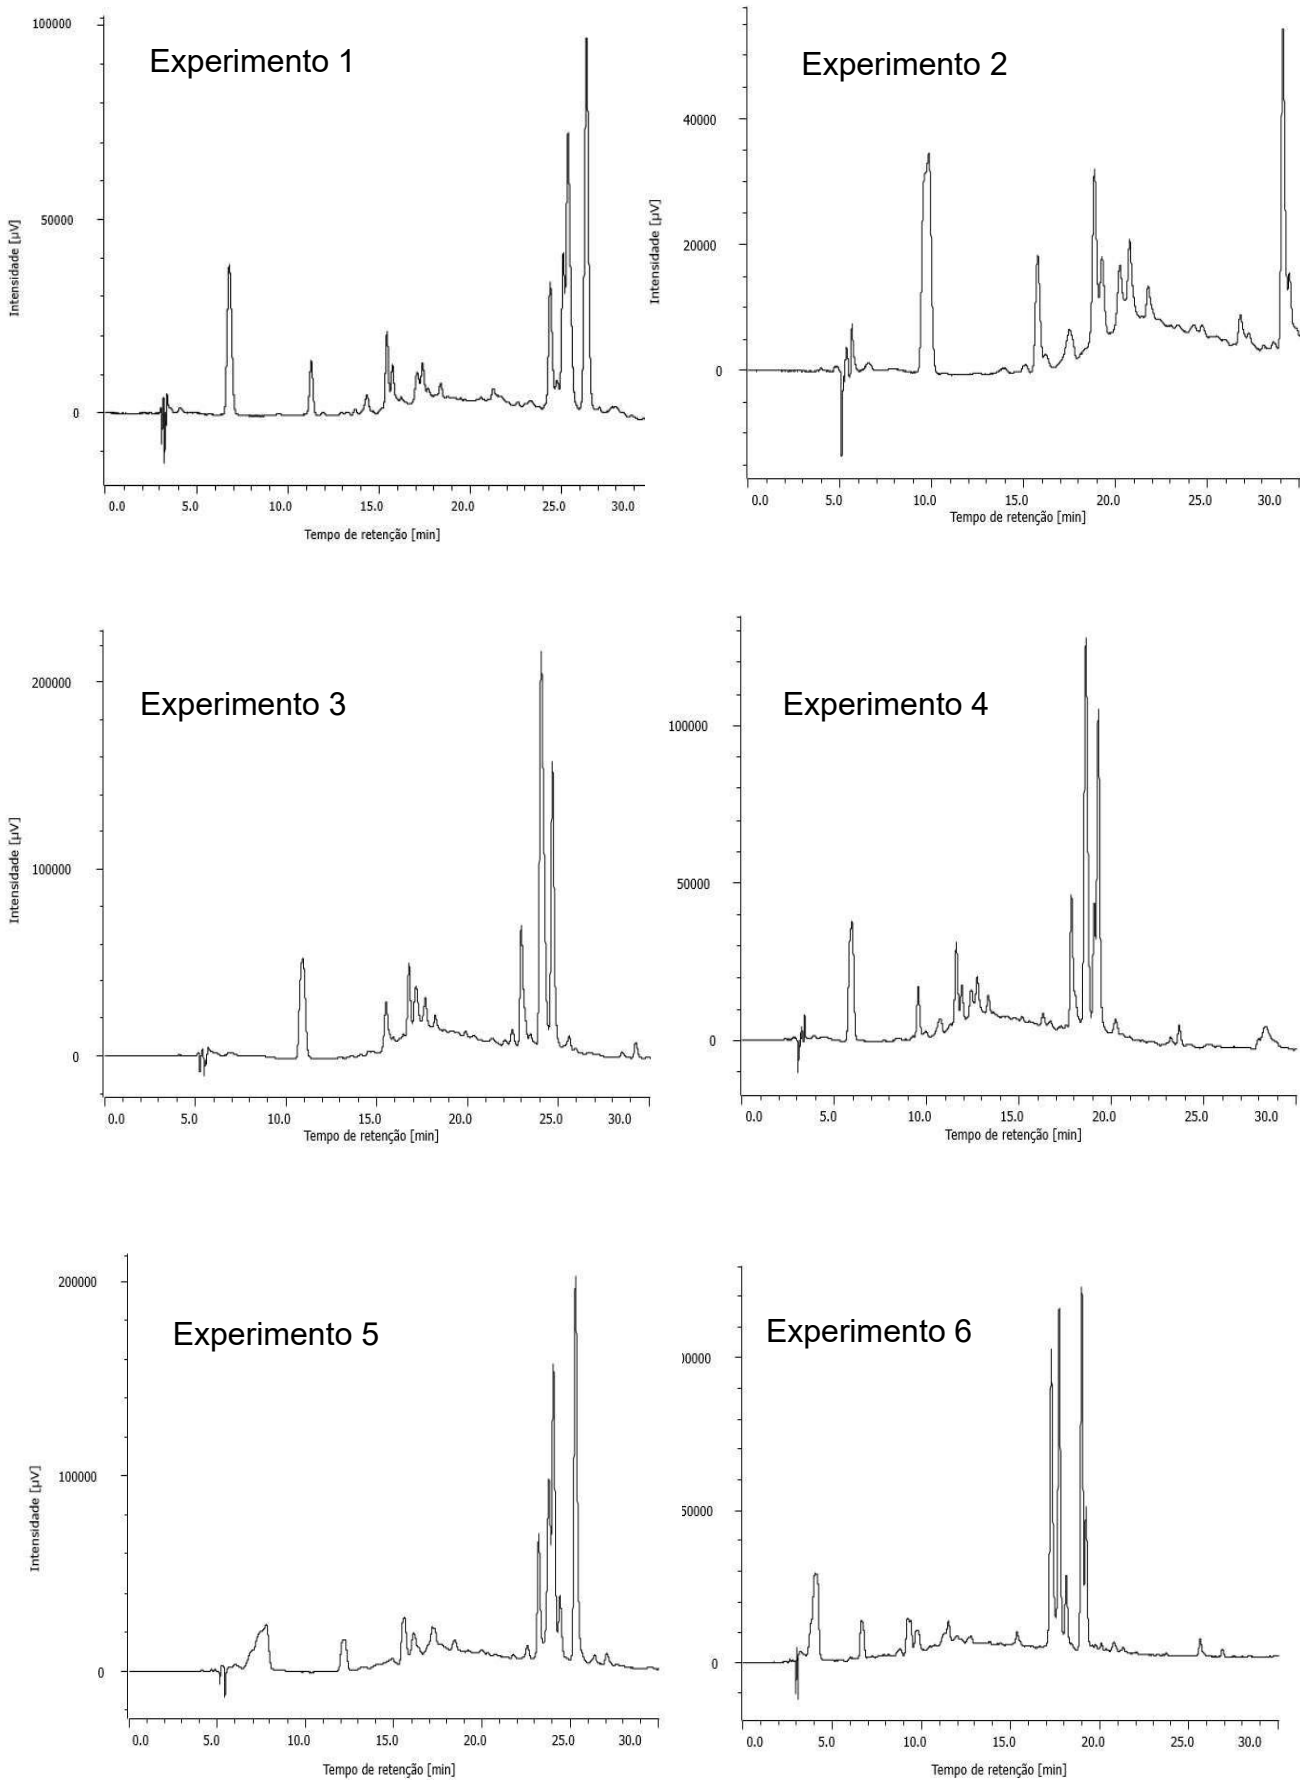 Experimento 1
100000
50000
0
Intensidade [µV]
0.0 5.0 10.0 15.0 20.0 25.0 30.0
Tempo de retenção [min]
Experimento 2
40000
20000
0
Intensidade [µV]
0.0 5.0 10.0 15.0 20.0 25.0 30.0
Tempo de retenção [min]
Experimento 3
200000
100000
0
Intensidade [µV]
0.0 5.0 10.0 15.0 20.0 25.0 30.0
Tempo de retenção [min]
Experimento 4
100000
50000
0
0.0 5.0 10.0 15.0 20.0 25.0 30.0
Tempo de retenção [min]
Experimento 5
200000
100000
0
Intensidade [µV]
0.0 5.0 10.0 15.0 20.0 25.0 30.0
Tempo de retenção [min]
Experimento 6
00000
50000
0
0.0 5.0 10.0 15.0 20.0 25.0 30.0
Tempo de retenção [min]